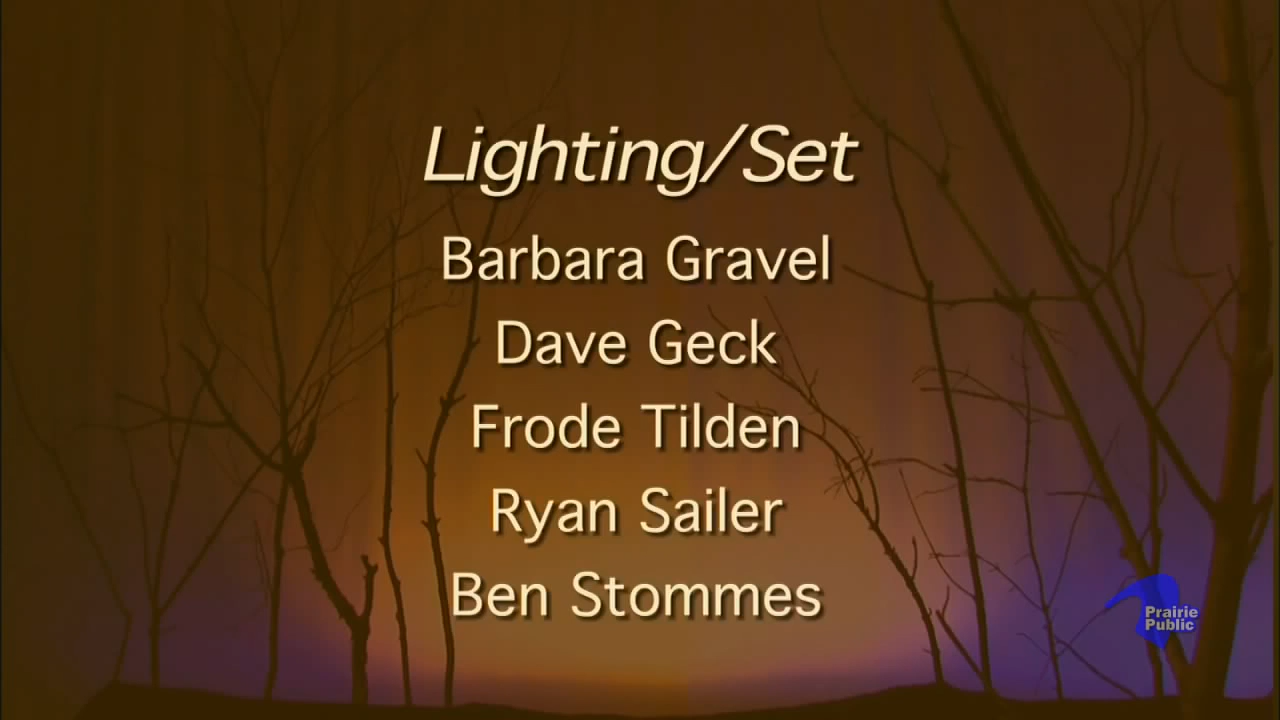 Lighting/Set
Barbara Gravel
Dave Geck
Frode Tilden
Ryan Sailer
Ben Stommes
Prairie
Public